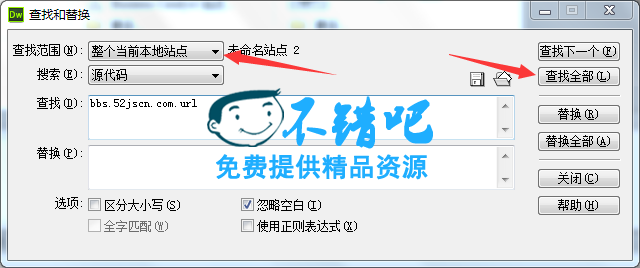 Dw 查找和替换
查找范围(N): 整个当前本地站点 未命名站点 2 查找下一个(F)
搜索(E): 源代码 查找全部(L)
查找(D): bbs.52jscn.com.url
替换(R)
不错吧
替换(P): 替换全部(A)
免费提供精品资源
选项: 区分大小写(S) 忽略空白(I) 关闭(C)
全字匹配(W) 使用正则表达式(X) 帮助(H)